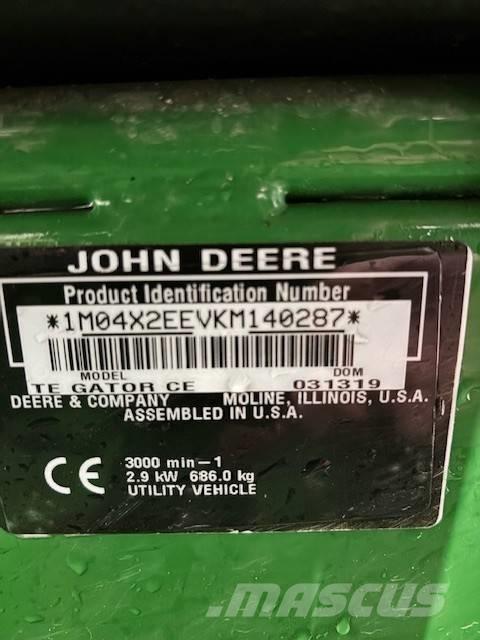 JOHN DEERE
Product Identification Number
*1M04X2EEVKM140287*
MODEL DOM
TE GATOR CE 031319
DEERE & COMPANY MOLINE, ILLINOIS, U.S.A.
ASSEMBLED IN U.S.A.
CE 3000 min-1
2.9 kW 686.0 kg
UTILITY VEHICLE
MASCUS